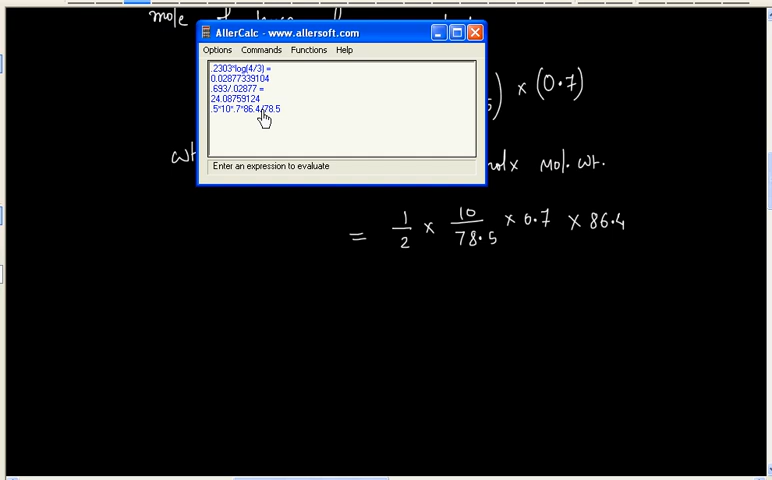 mole
AllerCalc - www.allersoft.com
Options Commands Functions Help
.2303*log(4/3) =
0.02877339104
.693/.02877 =
24.08759124
.5*10*.7*86.4/78.5
Enter an expression to evaluate
) × (0.7)
wt mol × mol. wt.
= 1/2 × 10/78.5 × 0.7 × 86.4